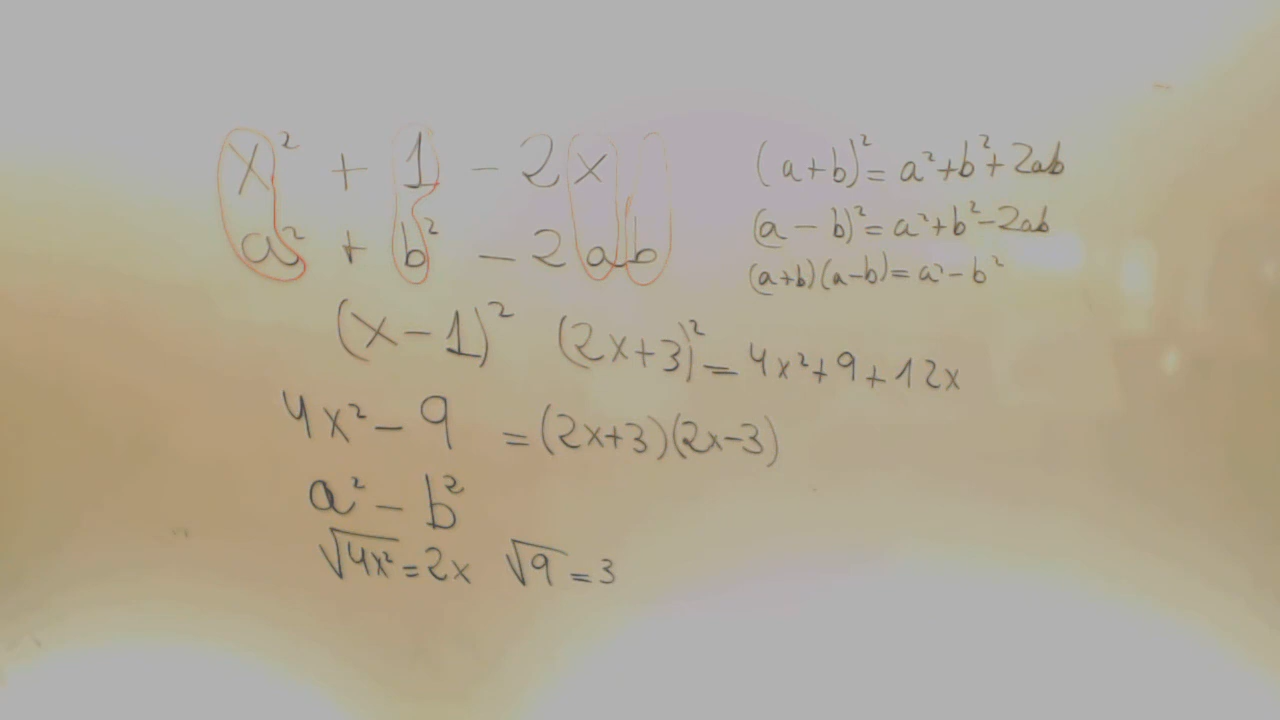 x² + 1 - 2x
a² + b² - 2ab
(a+b)² = a²+b²+2ab
(a - b)² = a²+b²-2ab
(a+b)(a-b) = a²-b²
(x-1)² (2x+3)² = 4x²+9+12x
4x²-9 = (2x+3)(2x-3)
a²-b²
√4x² = 2x √9 = 3